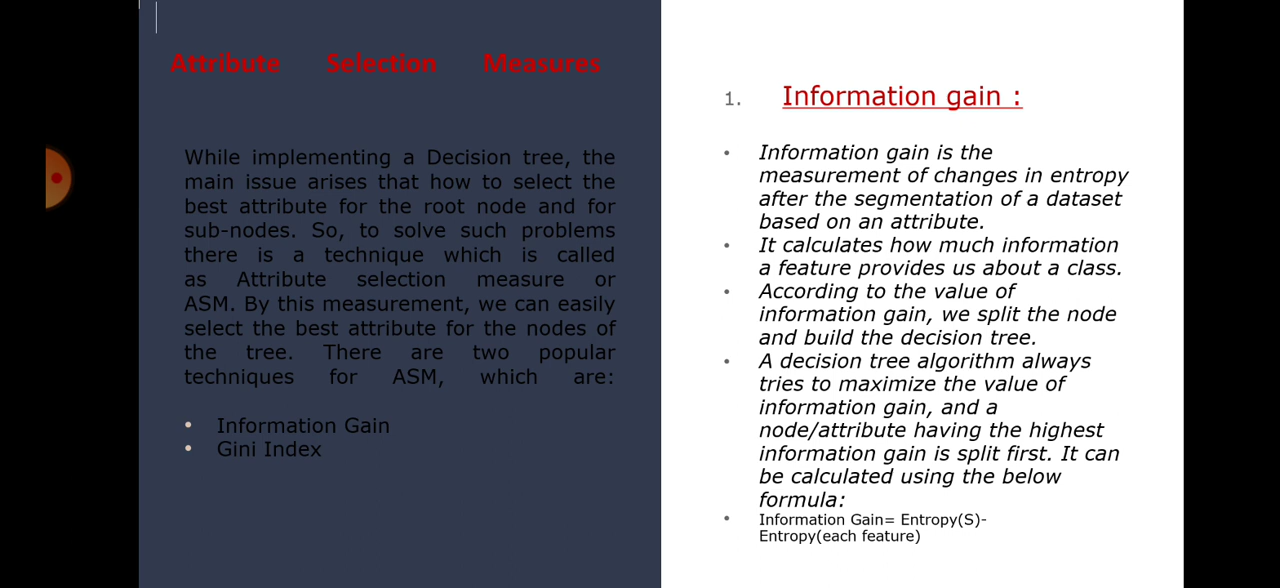 Attribute Selection Measures
While implementing a Decision tree, the
main issue arises that how to select the
best attribute for the root node and for
sub-nodes. So, to solve such problems
there is a technique which is called
as Attribute selection measure or
ASM. By this measurement, we can easily
select the best attribute for the nodes of
the tree. There are two popular
techniques for ASM, which are:
• Information Gain
• Gini Index
1. Information gain :
• Information gain is the
measurement of changes in entropy
after the segmentation of a dataset
based on an attribute.
• It calculates how much information
a feature provides us about a class.
• According to the value of
information gain, we split the node
and build the decision tree.
• A decision tree algorithm always
tries to maximize the value of
information gain, and a
node/attribute having the highest
information gain is split first. It can
be calculated using the below
formula:
• Information Gain= Entropy(S)-
Entropy(each feature)